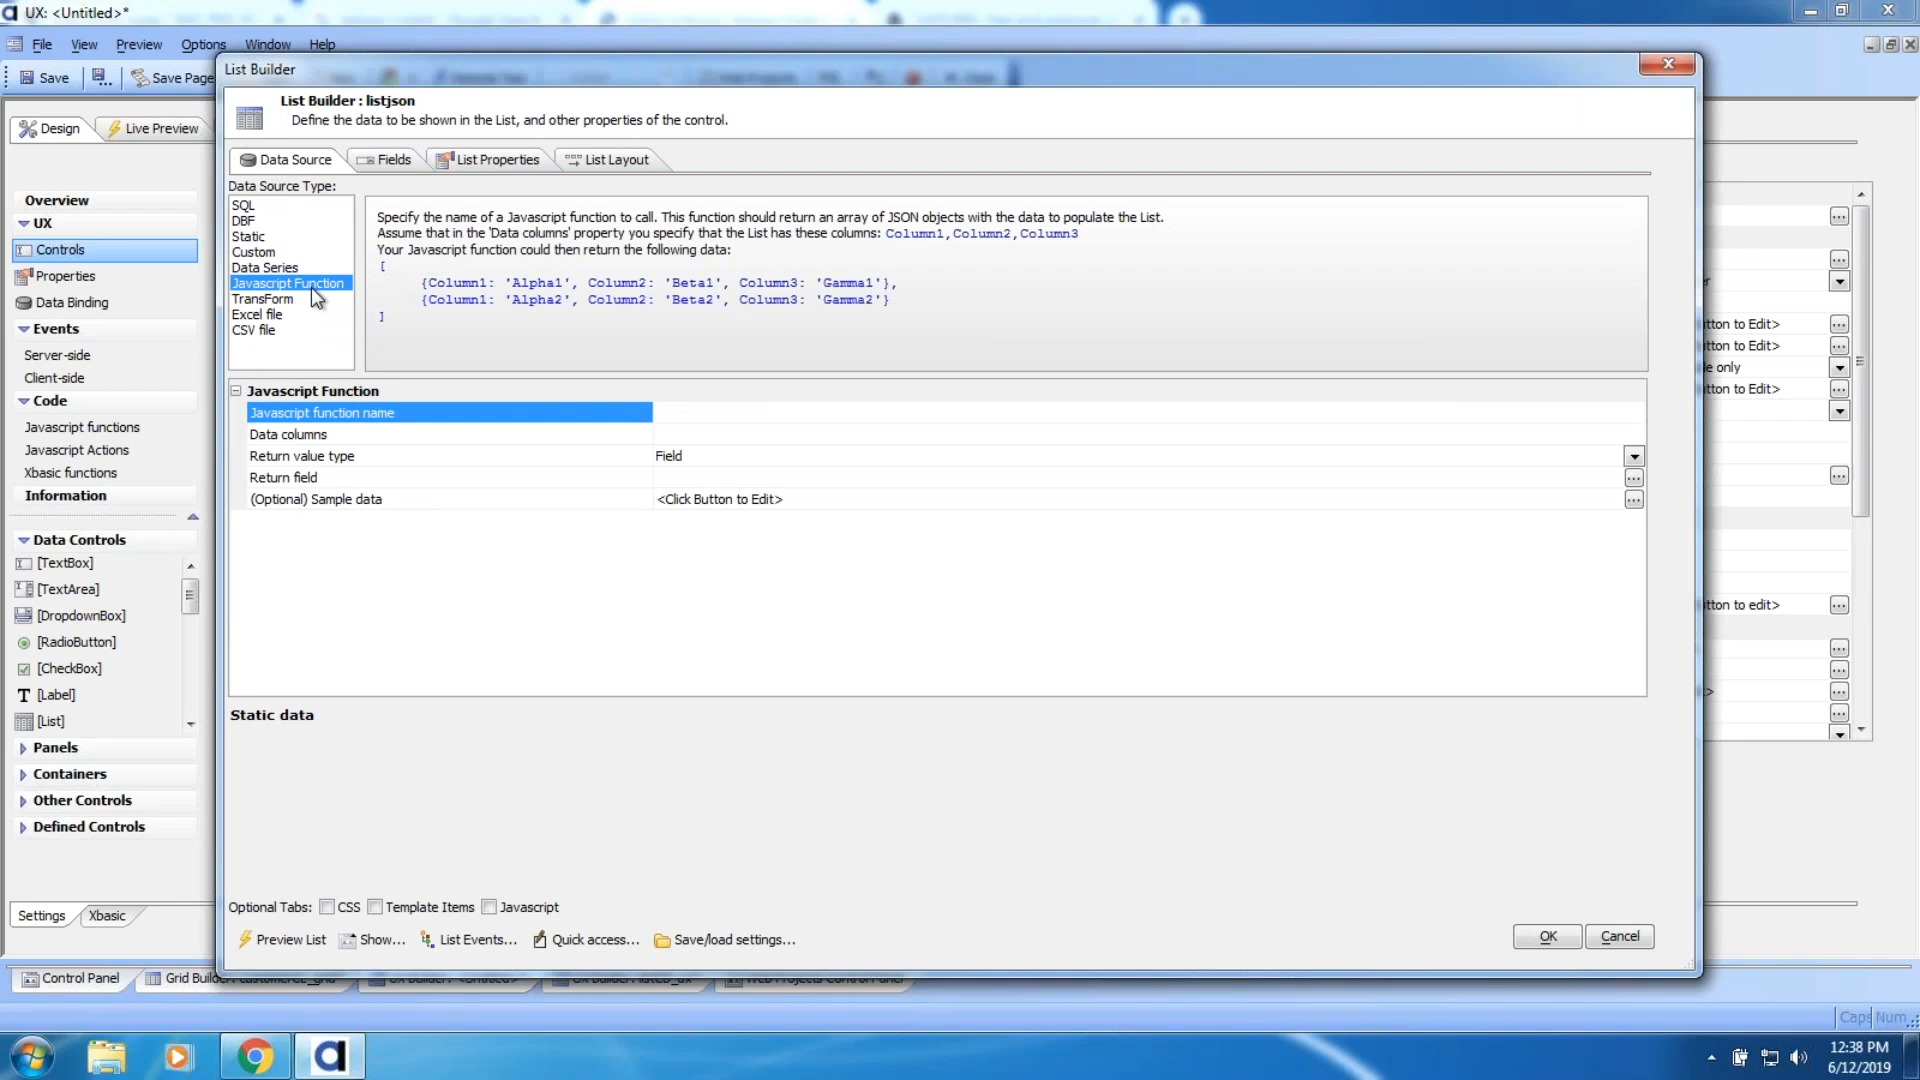 UX: <Untitled>*
File View Preview Options Window Help
Save Save Page
Design Live Preview
Overview
UX
Controls
Properties
Data Binding
Events
Server-side
Client-side
Code
Javascript functions
Javascript Actions
Xbasic functions
Information
Data Controls
[TextBox]
[TextArea]
[DropdownBox]
[RadioButton]
[CheckBox]
[Label]
[List]
Panels
Containers
Other Controls
Defined Controls
Settings Xbasic
List Builder
List Builder : listjson
Define the data to be shown in the List, and other properties of the control.
Data Source Fields List Properties List Layout
Data Source Type:
SQL
DBF
Static
Custom
Data Series
Javascript Function
TransForm
Excel file
CSV file
Specify the name of a Javascript function to call. This function should return an array of JSON objects with the data to populate the List.
Assume that in the 'Data columns' property you specify that the List has these columns: Column1,Column2,Column3
Your Javascript function could then return the following data:
[
{Column1: 'Alpha1', Column2: 'Beta1', Column3: 'Gamma1'},
{Column1: 'Alpha2', Column2: 'Beta2', Column3: 'Gamma2'}
]
Javascript Function
Javascript function name
Data columns
Return value type Field
Return field
(Optional) Sample data <Click Button to Edit>
Static data
Optional Tabs: CSS Template Items Javascript
Preview List Show... List Events... Quick access... Save/load settings...
OK Cancel
tton to Edit>
tton to Edit>
e only
tton to Edit>
tton to edit>
Control Panel Grid Builder
Caps Num
12:38 PM
6/12/2019